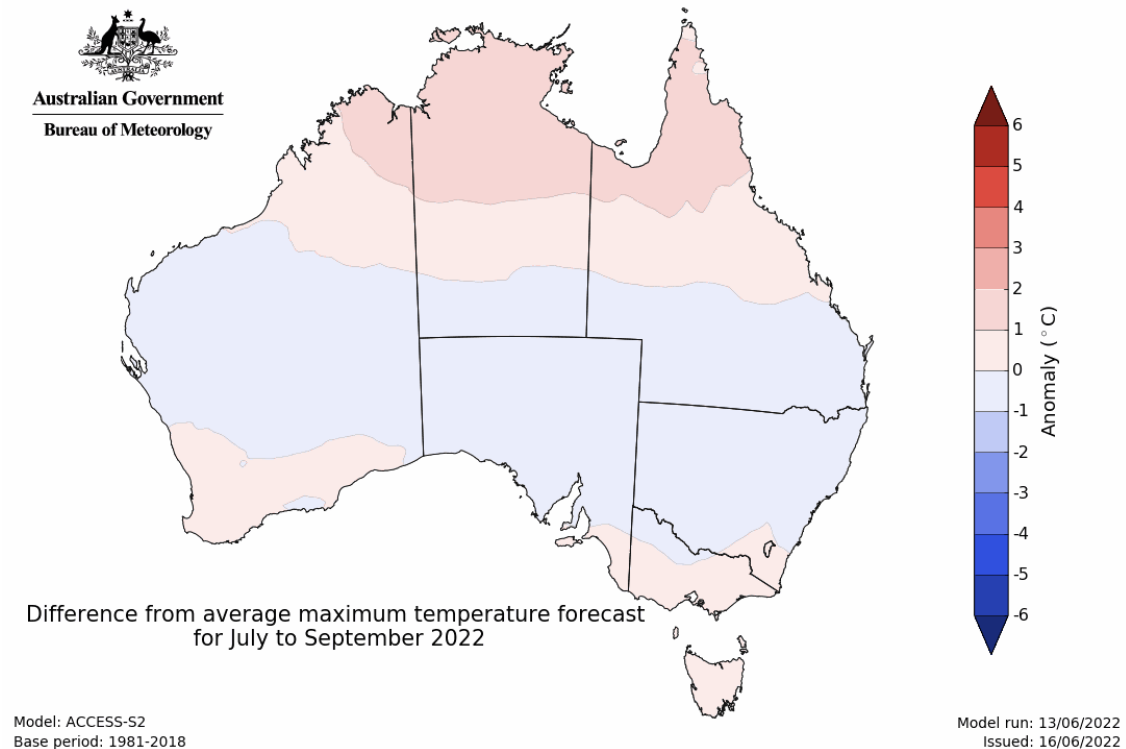 Australian Government
Bureau of Meteorology
6
5
4
3
2
1
0
-1
-2
-3
-4
-5
-6
Anomaly (°C)
Difference from average maximum temperature forecast
for July to September 2022
Model: ACCESS-S2
Base period: 1981-2018
Model run: 13/06/2022
Issued: 16/06/2022